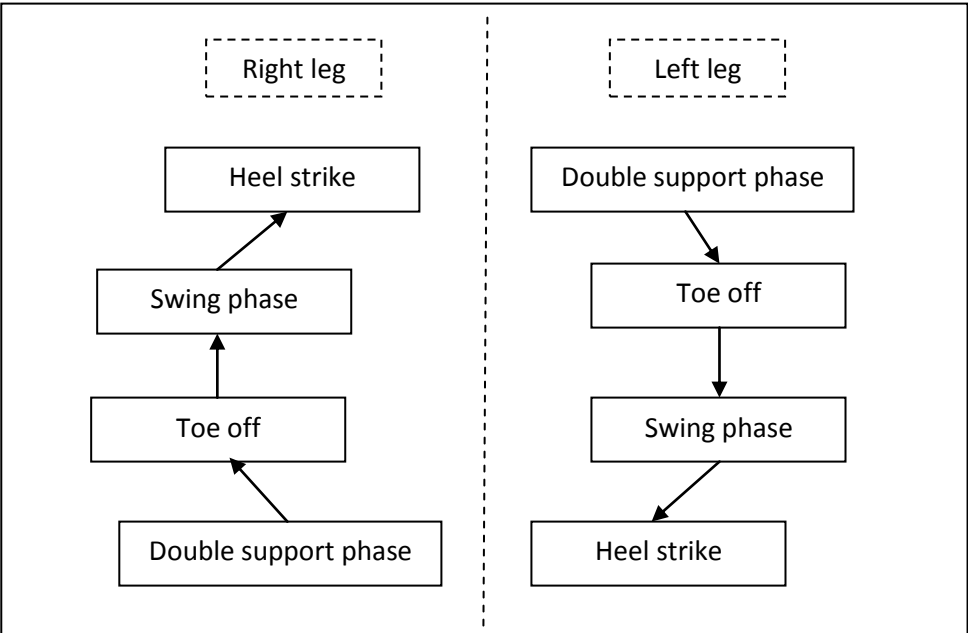 Right leg
Heel strike
Swing phase
Toe off
Double support phase
Left leg
Double support phase
Toe off
Swing phase
Heel strike